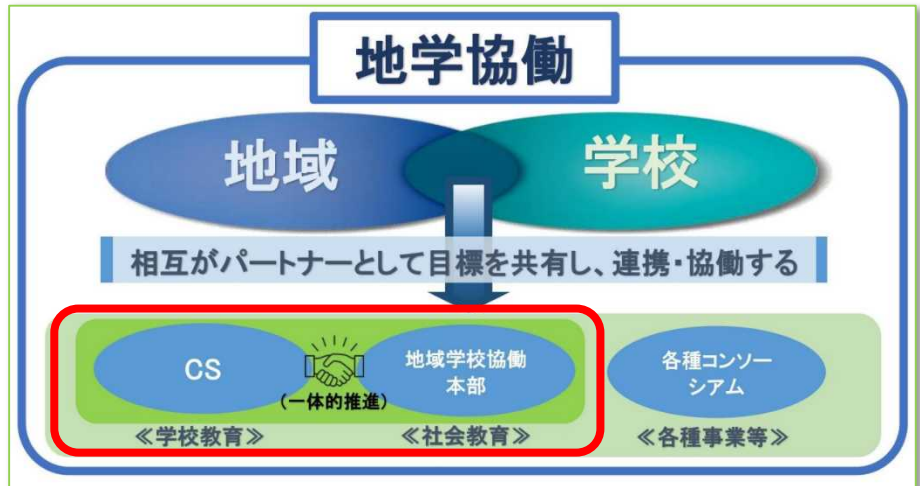 地学協働
地域
学校
相互がパートナーとして目標を共有し、連携・協働する
CS
(一体的推進)
地域学校協働
本部
各種コンソー
シアム
≪学校教育≫
≪社会教育≫
≪各種事業等≫